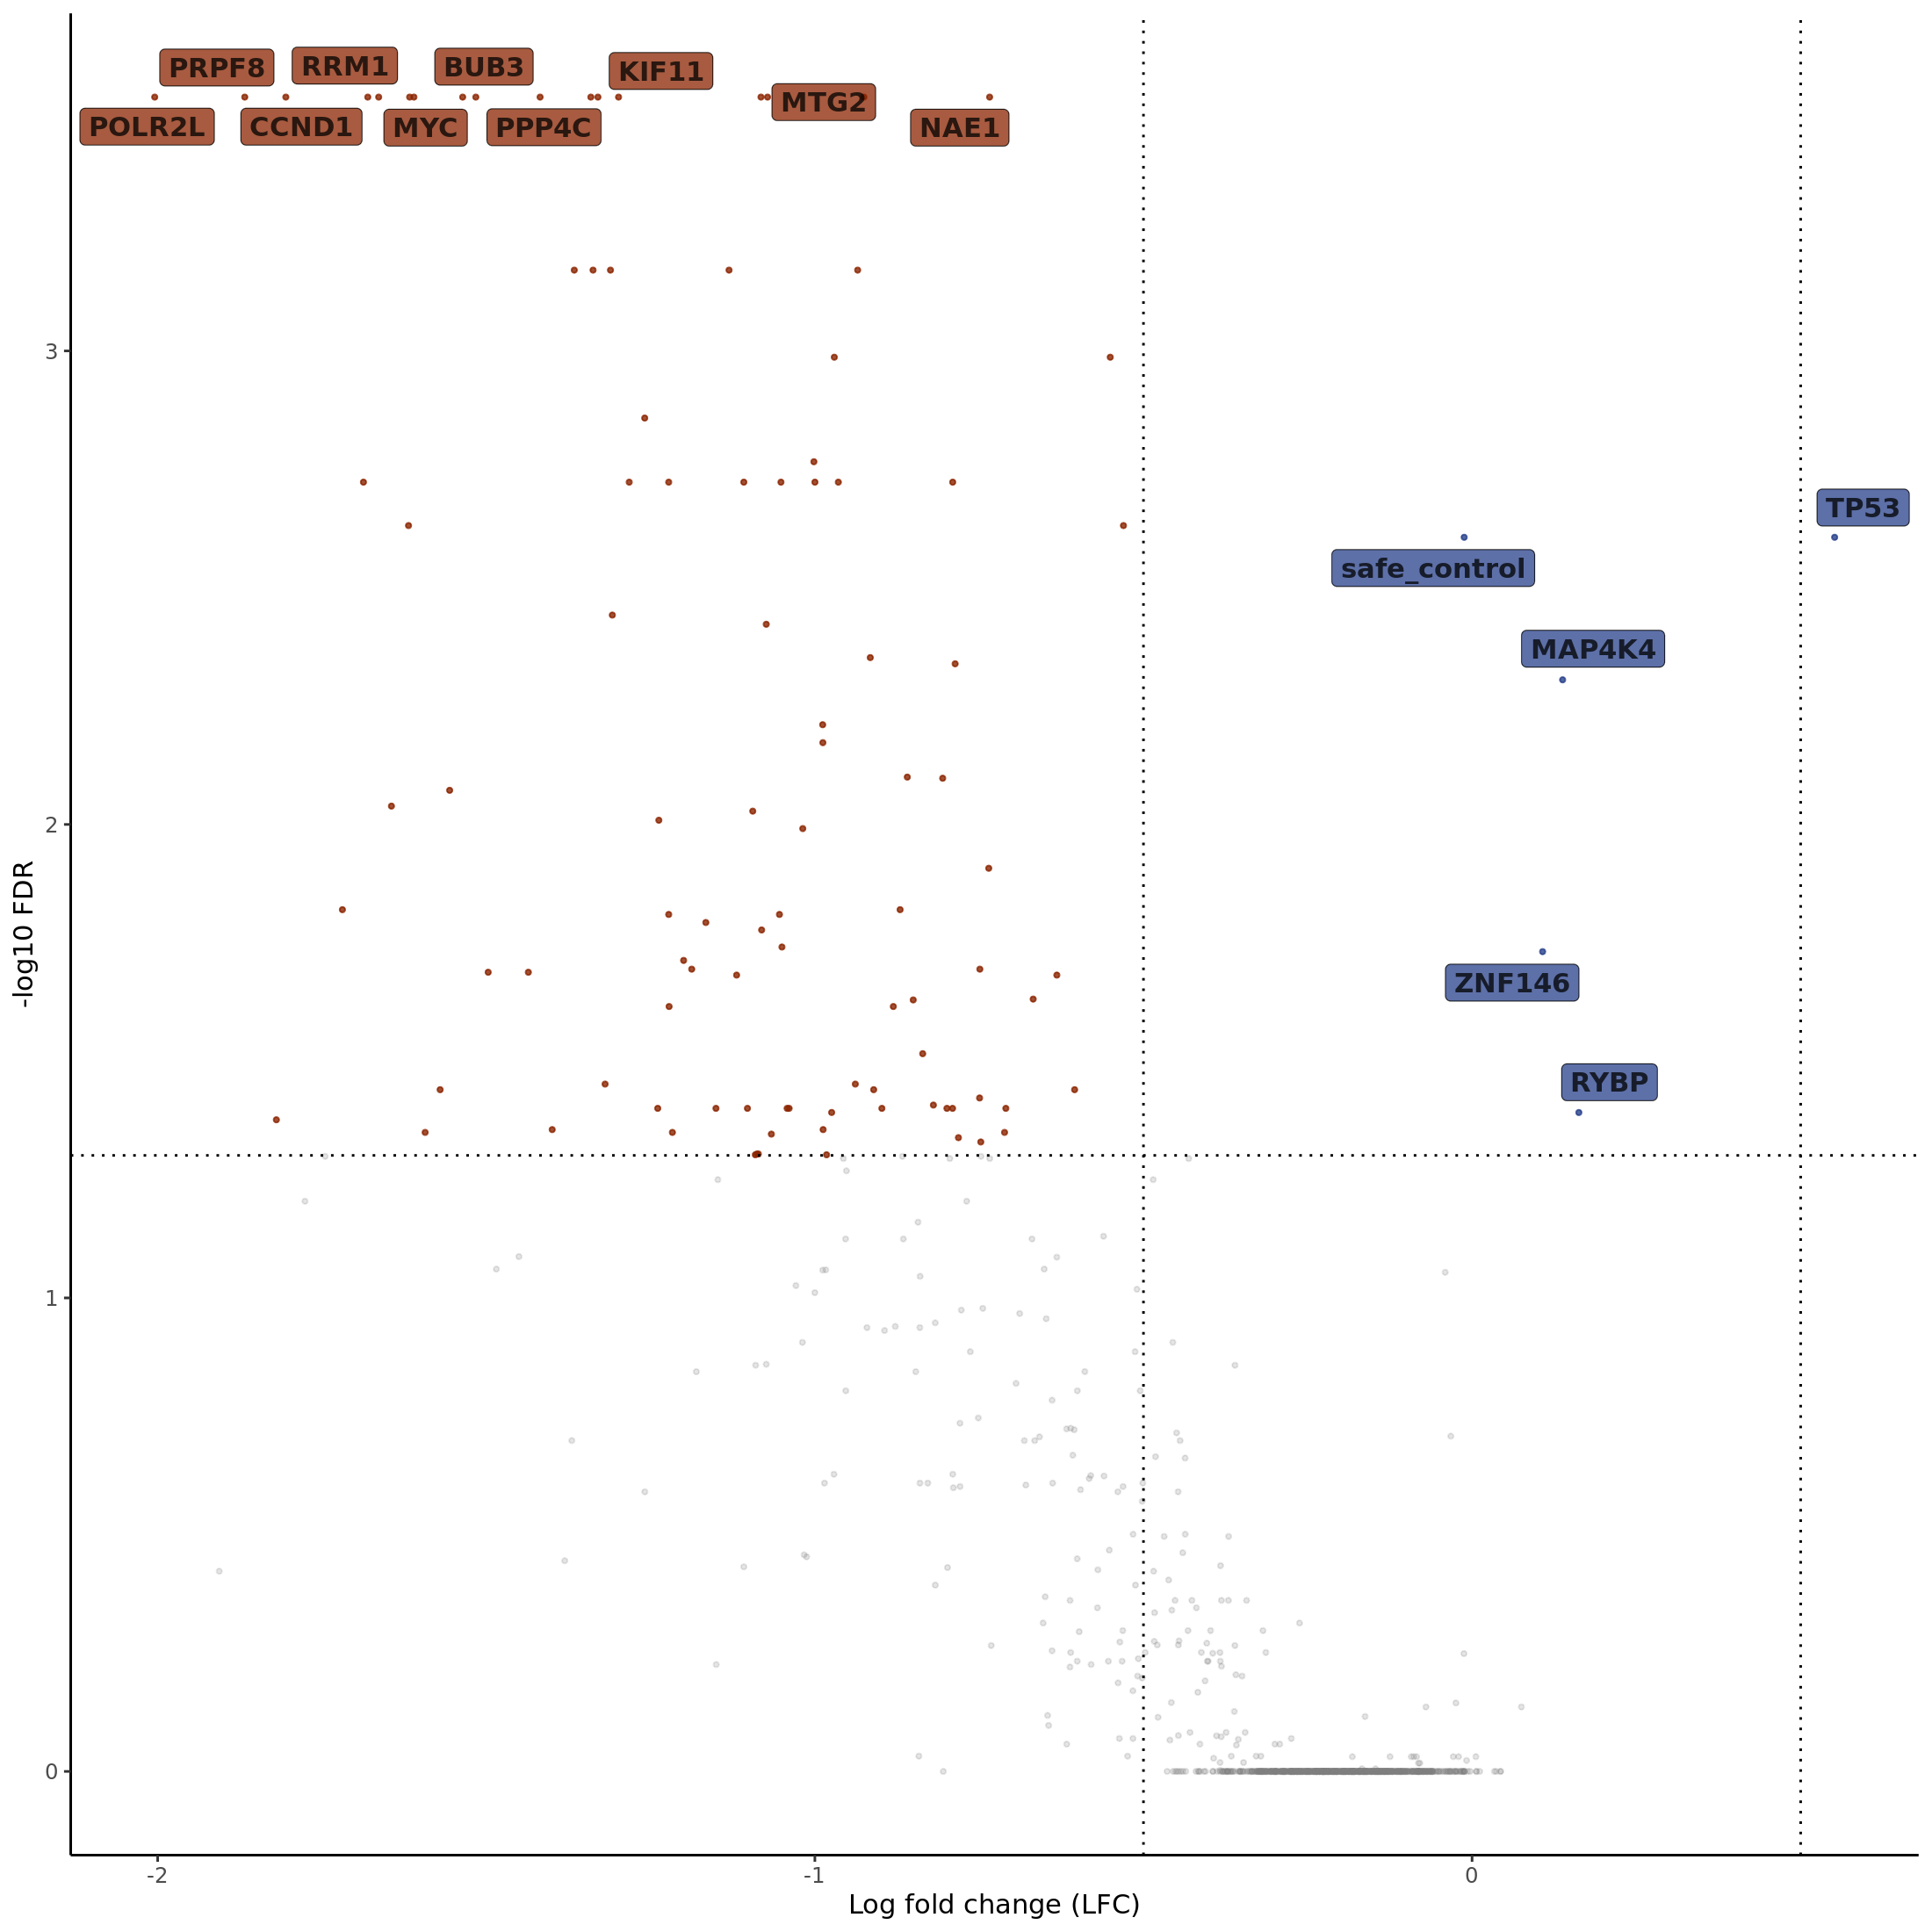 PRPF8
RRM1
BUB3
KIF11
MTG2
POLR2L
CCND1
MYC
PPP4C
NAE1
3
TP53
safe_control
MAP4K4
2
-log10 FDR
ZNF146
RYBP
1
0
-2
-1
0
Log fold change (LFC)